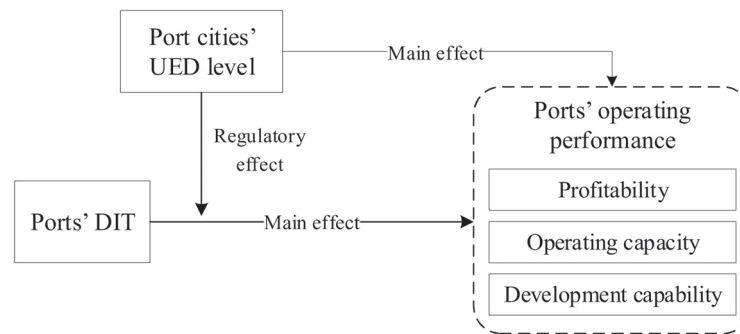 Port cities'
UED level
Main effect
Ports' operating
performance
Regulatory
effect
Profitability
Ports' DIT
Main effect
Operating capacity
Development capability